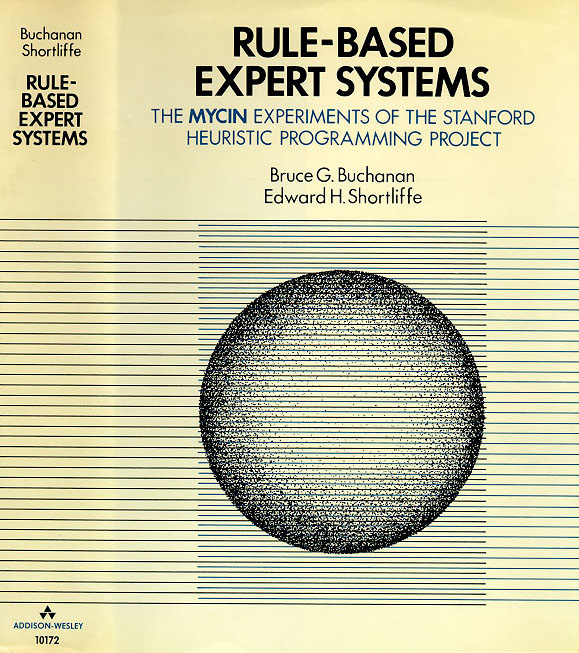 Buchanan
Shortliffe
RULE-
BASED
EXPERT
SYSTEMS
ADDISON-WESLEY
10172
RULE-BASED
EXPERT SYSTEMS
THE MYCIN EXPERIMENTS OF THE STANFORD
HEURISTIC PROGRAMMING PROJECT
Bruce G. Buchanan
Edward H. Shortliffe